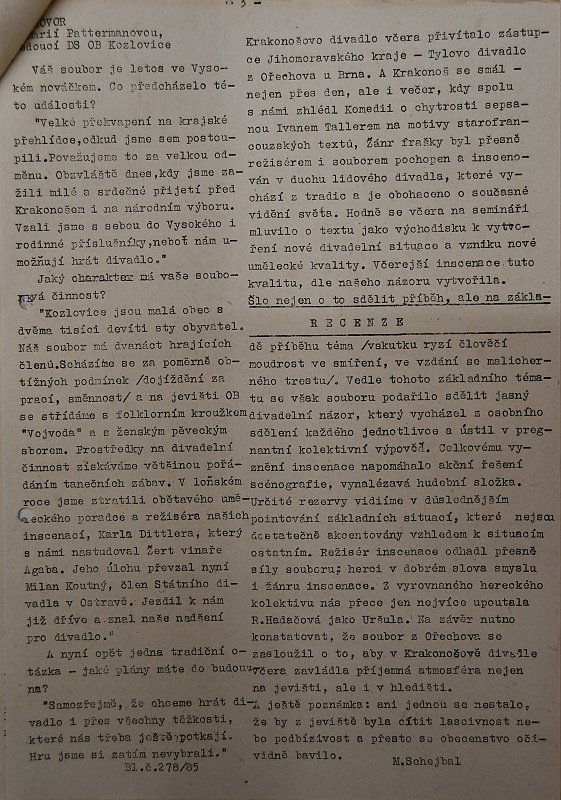 - 3 -
OVOR
arií Pattermanovou,
edoucí DS OB Kozlovice
Váš soubor je letos ve Vyso-
kém nováčkem. Co předcházelo té-
to události?
"Velké překvapení na krajské
přehlídce,odkud jsme sem postou-
pili.Považujeme to za velkou od-
měnu. Obzvláště dnes,kdy jsme za-
žili milé a srdečné přijetí před
Krakonošem i na národním výboru.
Vzali jsme s sebou do Vysokého i
rodinné příslušníky,neboť nám u-
možňují hrát divadlo."
Jaký charakter má vaše soubo-
rová činnost?
"Kozlovice jsou malá obec s
dvěma tisíci devíti sty obyvatel.
Náš soubor má dvanáct hrajících
členů.Scházíme se za poměrně ob-
tížných podmínek /dojíždění za
prací, směnnost/ a na jevišti OB
se střídáme s folklorním kroužkem
"Vojvoda" a s ženským pěveckým
sborem. Prostředky na divadelní
činnost získáváme většinou pořá-
dáním tanečních zábav. V loňském
roce jsme ztratili obětavého umě-
leckého poradce a režiséra našich
inscenací, Karla Dittlera, který
s námi nastudoval Žert vinaře
Agaba. Jeho úlohu převzal nyní
Milan Koutný, člen Státního di-
vadla v Ostravě. Jezdil k nám
již dříve a znal naše nadšení
pro divadlo."
A nyní opět jedna tradiční o-
tázka - jaké plány máte do budouc-
na?
"Samozřejmě, že chceme hrát di-
vadlo i přes všechny těžkosti,
které nás třeba ještě potkají.
Hru jsme si zatím nevybrali."
Bl.č.278/85
Krakonošovo divadlo včera přivítalo zástup-
ce Jihomoravského kraje - Tylovo divadlo
z Ořechova u Brna. A Krakonoš se smál -
nejen přes den, ale i večer, kdy spolu
s námi zhlédl Komedii o chytrosti sepsa-
nou Ivanem Tallerem na motivy starofran-
couzských textů, Žánr frašky byl přesně
režisérem i souborem pochopen a insceno-
ván v duchu lidového divadla, které vy-
chází z tradic a je obohaceno o současné
vidění světa. Hodně se včera na semináři
mluvilo o textu jako východisku k vytvo-
ření nové divadelní situace a vzniku nové
umělecké kvality. Včerejší inscenace tuto
kvalitu, dle našeho názoru vytvořila.
Šlo nejen o to sdělit příběh, ale na zákla-
RECENZE
dě příběhu téma /vskutku ryzí člověčí
moudrost ve smíření, ve vzdání se malicher-
ného trestu/. Vedle tohoto základního téma-
tu se však souboru podařilo sdělit jasný
divadelní názor, který vycházel z osobního
sdělení každého jednotlivce a ústil v preg-
nantní kolektivní výpověď. Celkovému vy-
znění inscenace napomáhalo akční řešení
scénografie, vynalézavá hudební složka.
Určité rezervy vidíme v důslednějším
pointování základních situací, které nejsou
dostatečně akcentovány vzhledem k situacím
ostatním. Režisér inscenace odhadl přesně
síly souboru; herci v dobrém slova smyslu
i žánru inscenace. Z vyrovnaného hereckého
kolektivu nás přece jen nejvíce upoutala
R.Hadačová jako Uršula. Na závěr nutno
konstatovat, že soubor z Ořechova se
zasloužil o to, aby v Krakonošově divadle
včera zavládla příjemná atmosféra nejen
na jevišti, ale i v hledišti.
A ještě poznámka: ani jednou se nestalo,
že by z jeviště byla cítit lascivnost ne-
bo podbízivost a přesto se obecenstvo oči-
vidně bavilo.
M.Schejbal